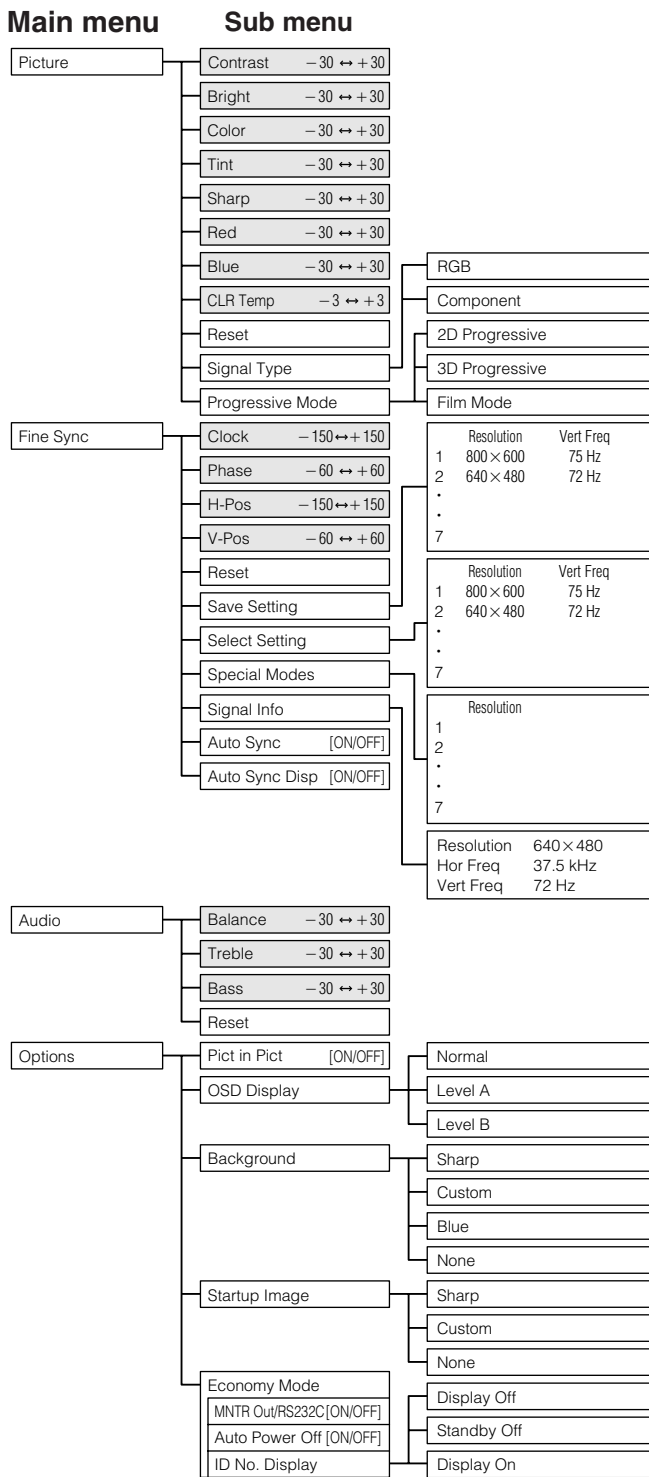 Main menu Sub menu
Picture
Contrast −30 ↔ +30
Bright −30 ↔ +30
Color −30 ↔ +30
Tint −30 ↔ +30
Sharp −30 ↔ +30
Red −30 ↔ +30
Blue −30 ↔ +30
CLR Temp −3 ↔ +3
Reset
Signal Type
RGB
Component
Progressive Mode
2D Progressive
3D Progressive
Film Mode
Fine Sync
Clock −150↔+150
Phase −60 ↔ +60
H-Pos −150↔+150
V-Pos −60 ↔ +60
Reset
Save Setting
Select Setting
Special Modes
Signal Info
Auto Sync [ON/OFF]
Auto Sync Disp [ON/OFF]
Resolution Vert Freq
1 800×600 75 Hz
2 640×480 72 Hz
•
•
7
Resolution Vert Freq
1 800×600 75 Hz
2 640×480 72 Hz
•
•
7
Resolution
1
2
•
•
7
Resolution 640×480
Hor Freq 37.5 kHz
Vert Freq 72 Hz
Audio
Balance −30 ↔ +30
Treble −30 ↔ +30
Bass −30 ↔ +30
Reset
Options
Pict in Pict [ON/OFF]
OSD Display
Normal
Level A
Level B
Background
Sharp
Custom
Blue
None
Startup Image
Sharp
Custom
None
Economy Mode
MNTR Out/RS232C[ON/OFF]
Auto Power Off [ON/OFF]
ID No. Display
Display Off
Standby Off
Display On